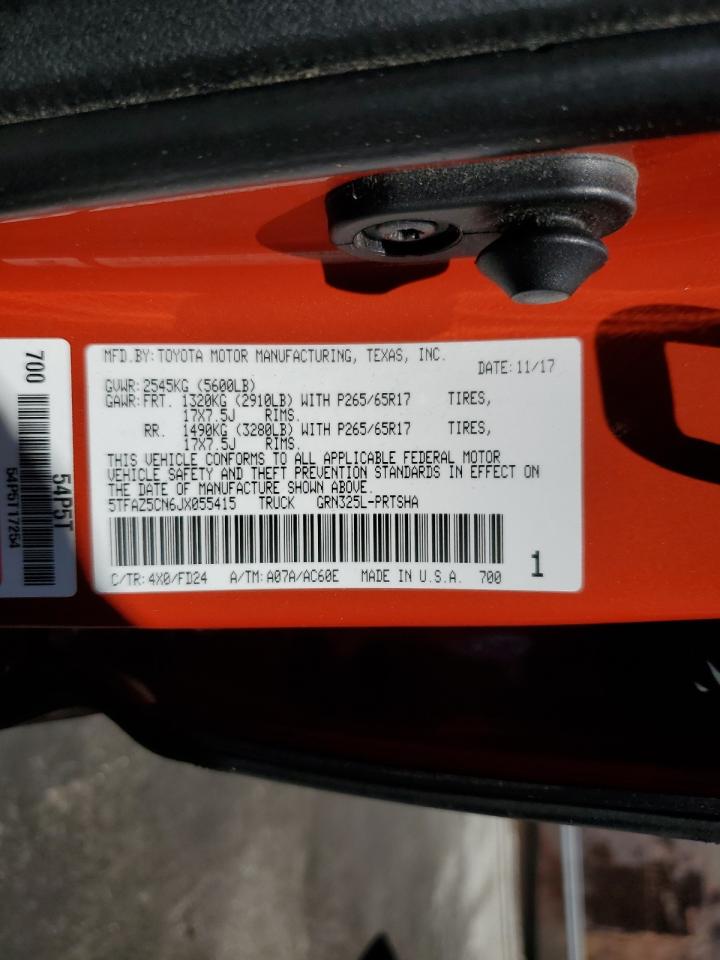 MFD.BY:TOYOTA MOTOR MANUFACTURING, TEXAS, INC.
DATE:11/17
GVWR:2545KG (5600LB)
GAWR:FRT. 1320KG (2910LB) WITH P265/65R17 TIRES,
17X7.5J RIMS.
RR. 1490KG (3280LB) WITH P265/65R17 TIRES,
17X7.5J RIMS.
THIS VEHICLE CONFORMS TO ALL APPLICABLE FEDERAL MOTOR
VEHICLE SAFETY AND THEFT PREVENTION STANDARDS IN EFFECT ON
THE DATE OF MANUFACTURE SHOWN ABOVE.
5TFAZ5CN6JX055415 TRUCK GRN325L-PRTSHA
C/TR:4X0/FD24 A/TM:A07A/AC60E MADE IN U.S.A. 700
1
700
54P5T
54P5T17254